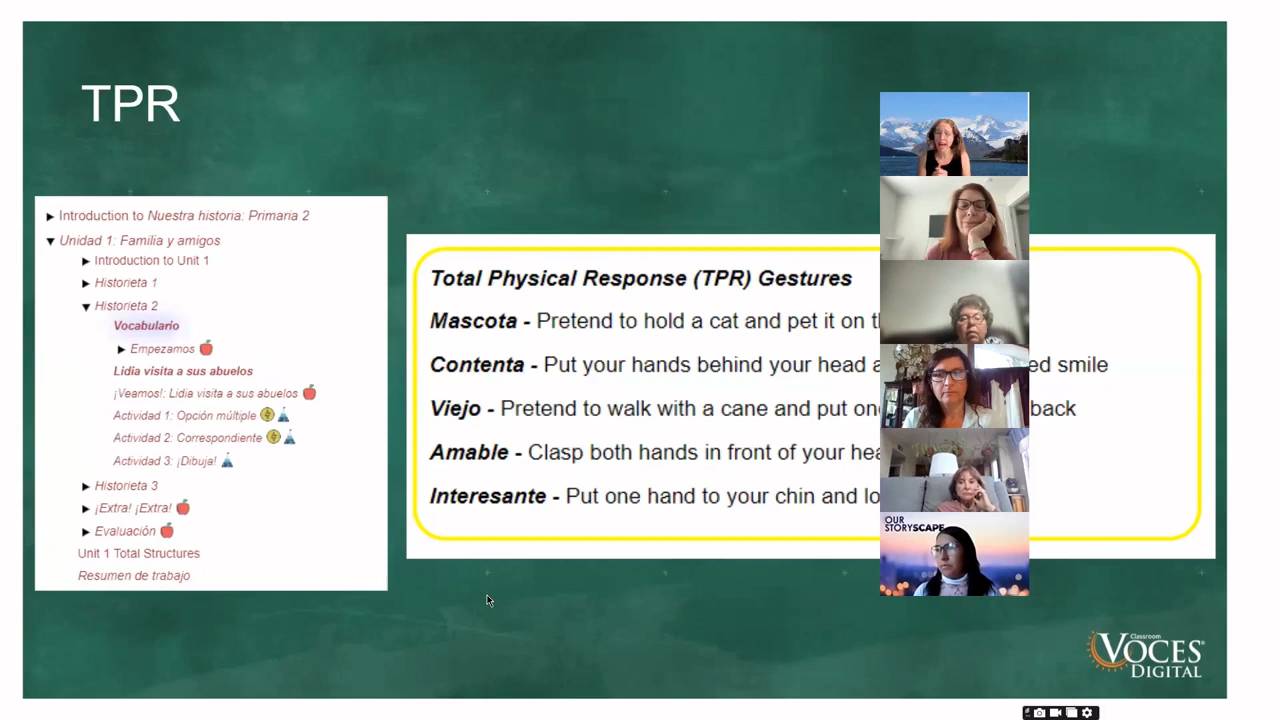 TPR
Introduction to Nuestra historia: Primaria 2
Unidad 1: Familia y amigos
Introduction to Unit 1
Historieta 1
Historieta 2
Vocabulario
Empezamos
Lidia visita a sus abuelos
¡Veamos!: Lidia visita a sus abuelos
Actividad 1: Opción múltiple
Actividad 2: Correspondiente
Actividad 3: ¡Dibuja!
Historieta 3
¡Extra! ¡Extra!
Evaluación
Unit 1 Total Structures
Resumen de trabajo
Total Physical Response (TPR) Gestures
Mascota - Pretend to hold a cat and pet it on
Contenta - Put your hands behind your head smile
Viejo - Pretend to walk with a cane and put back
Amable - Clasp both hands in front of your
Interesante - Put one hand to your chin and
OUR
STORYSCAPE
Classroom
VOCES
DIGITAL